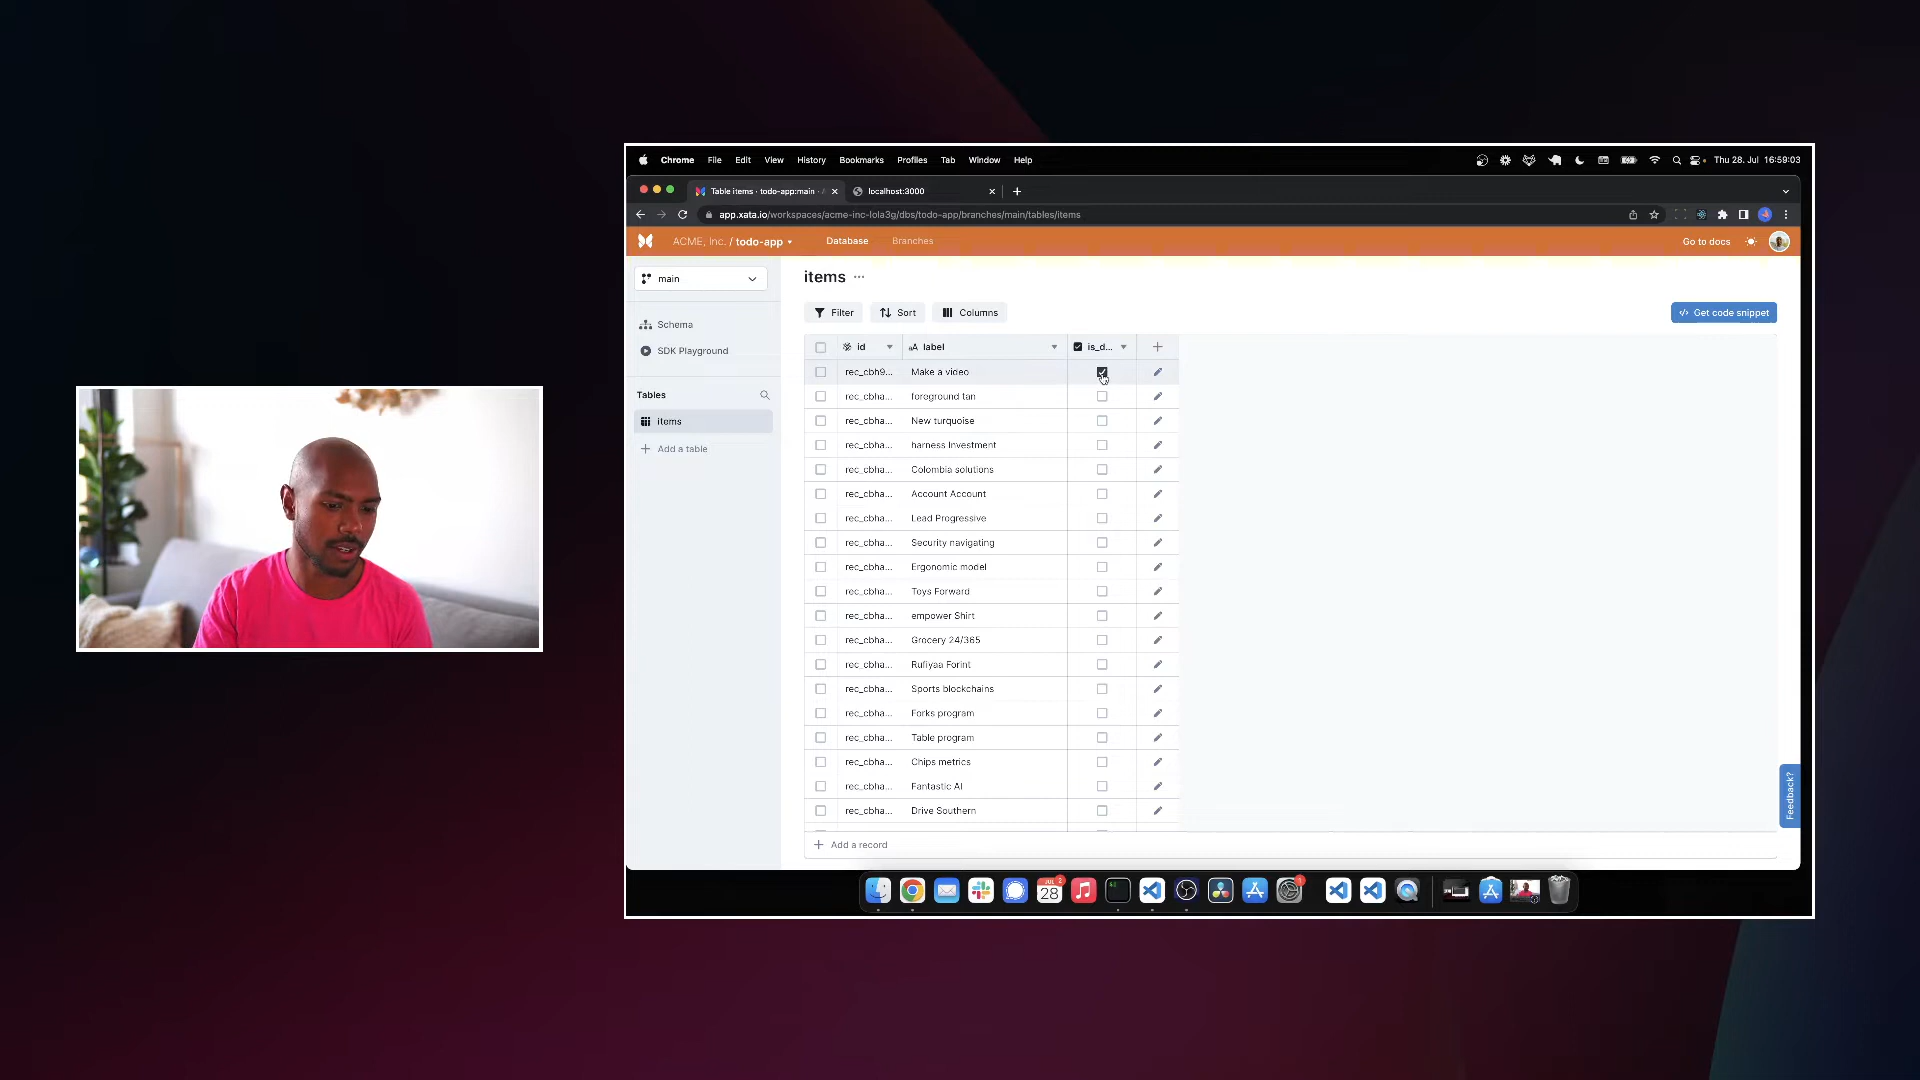 Chrome File Edit View History Bookmarks Profiles Tab Window Help Thu 28. Jul 16:59:03
Table items · todo-app:main · localhost:3000
app.xata.io/workspaces/acme-inc-lola3g/dbs/todo-app/branches/main/tables/items
ACME, Inc. / todo-app Database Branches Go to docs
main
Schema
SDK Playground
Tables
items
Add a table
items ...
Filter Sort Columns Get code snippet
id label is_d...
rec_cbh9... Make a video
rec_cbha... foreground tan
rec_cbha... New turquoise
rec_cbha... harness Investment
rec_cbha... Colombia solutions
rec_cbha... Account Account
rec_cbha... Lead Progressive
rec_cbha... Security navigating
rec_cbha... Ergonomic model
rec_cbha... Toys Forward
rec_cbha... empower Shirt
rec_cbha... Grocery 24/365
rec_cbha... Rufiyaa Forint
rec_cbha... Sports blockchains
rec_cbha... Forks program
rec_cbha... Table program
rec_cbha... Chips metrics
rec_cbha... Fantastic AI
rec_cbha... Drive Southern
Add a record
Feedback?
JUL
28